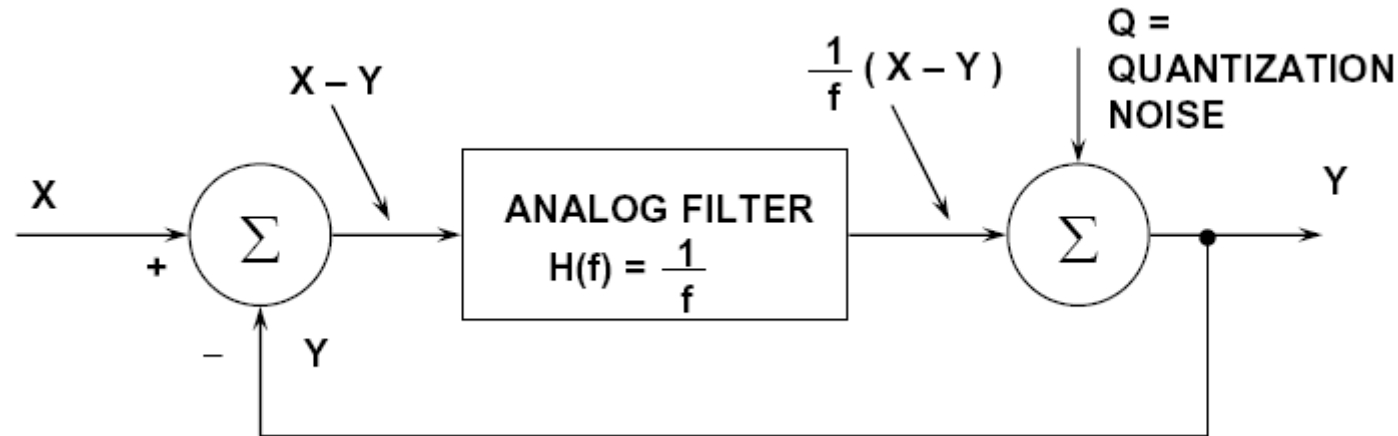 Q =
QUANTIZATION
NOISE
X – Y
1/f ( X – Y )
X
Σ
ANALOG FILTER
H(f) = 1/f
Σ
Y
+
–
Y